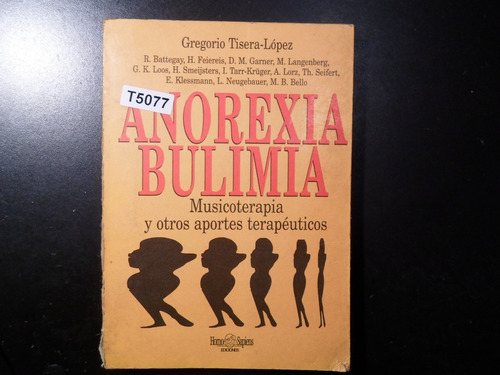 Gregorio Tisera-López
R. Battegay, H. Feiereis, D. M. Garner, M. Langenberg,
G. K. Loos, H. Smeijsters, I. Tarr-Krüger, A. Lorz, Th. Seifert,
E. Klessmann, L. Neugebauer, M. B. Bello
T5077
ANOREXIA
BULIMIA
Musicoterapia
y otros aportes terapéuticos
Homo Sapiens
EDICIONES